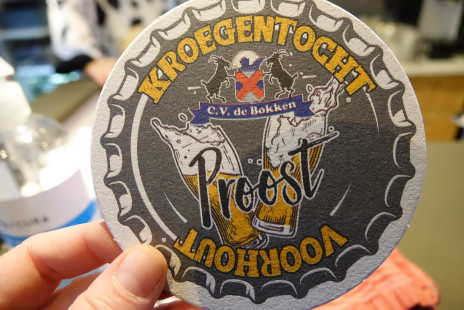 KROEGENTOCHT
C.V. de Bokken
Proost
VOORHOUT